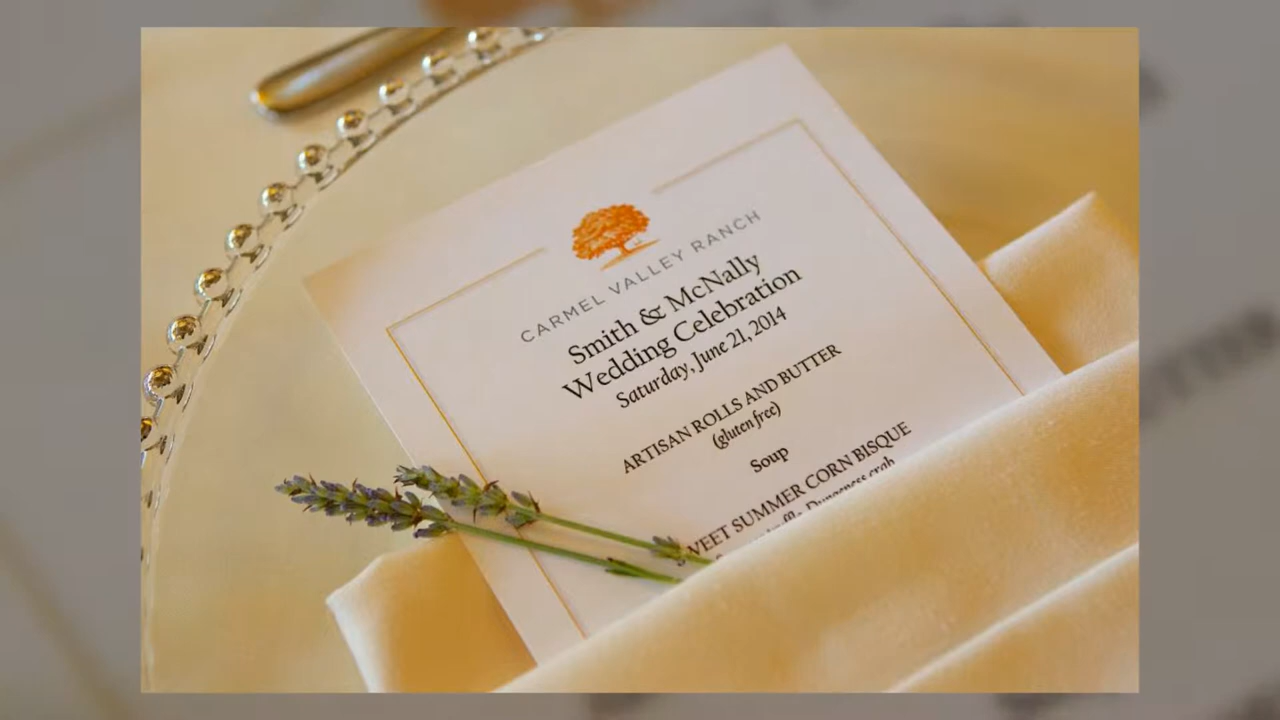 CARMEL VALLEY RANCH
Smith & McNally
Wedding Celebration
Saturday, June 21, 2014
ARTISAN ROLLS AND BUTTER
(gluten free)
Soup
SUMMER CORN BISQUE
Dungeness crab